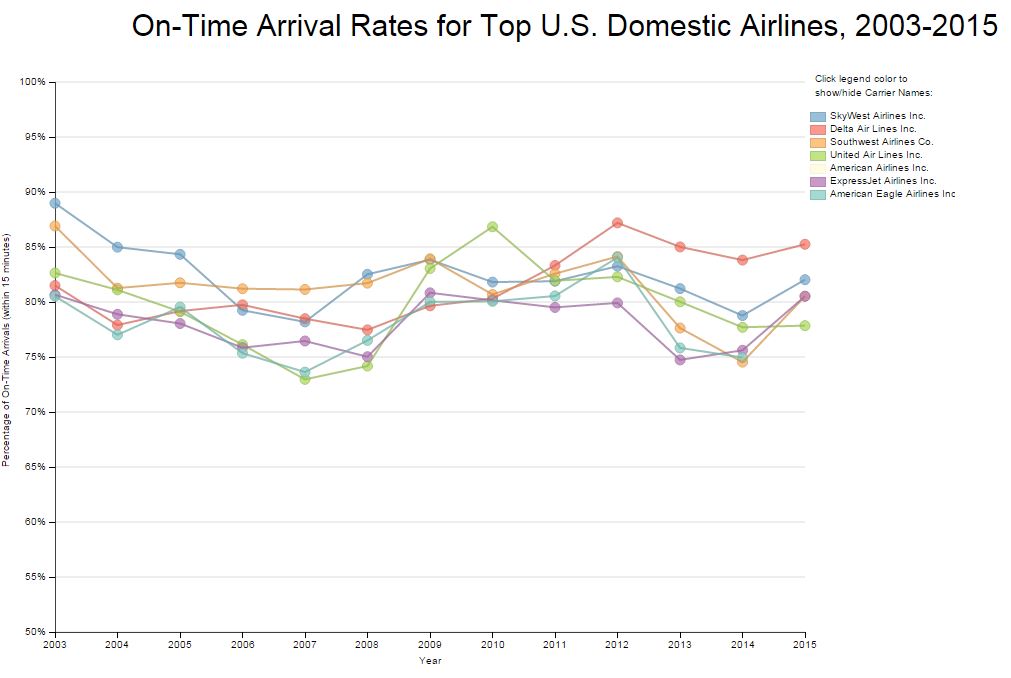 On-Time Arrival Rates for Top U.S. Domestic Airlines, 2003-2015
Click legend color to
show/hide Carrier Names:
SkyWest Airlines Inc.
Delta Air Lines Inc.
Southwest Airlines Co.
United Air Lines Inc.
American Airlines Inc.
ExpressJet Airlines Inc.
American Eagle Airlines Inc
100%
95%
90%
85%
80%
75%
70%
65%
60%
55%
50%
Percentage of On-Time Arrivals (within 15 minutes)
2003 2004 2005 2006 2007 2008 2009 2010 2011 2012 2013 2014 2015
Year